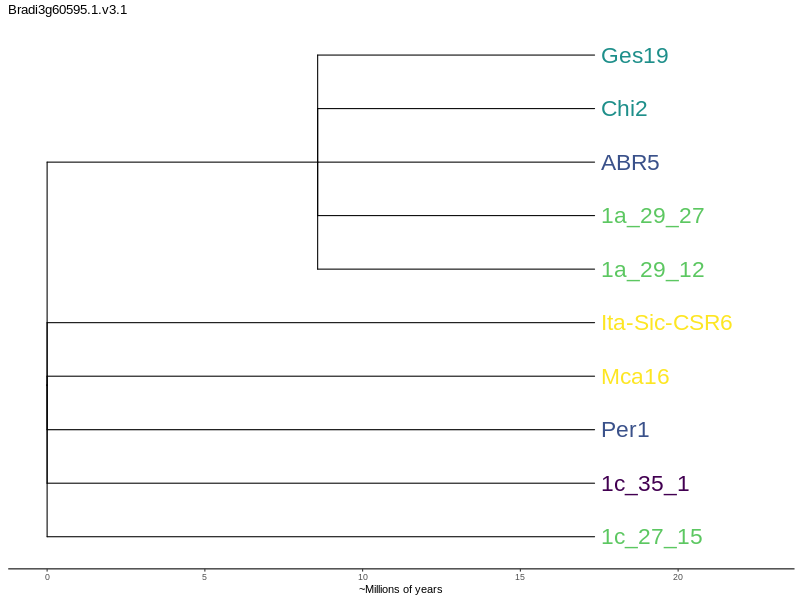 Bradi3g60595.1.v3.1
Ges19
Chi2
ABR5
1a_29_27
1a_29_12
Ita-Sic-CSR6
Mca16
Per1
1c_35_1
1c_27_15
0 5 10 15 20
~Millions of years